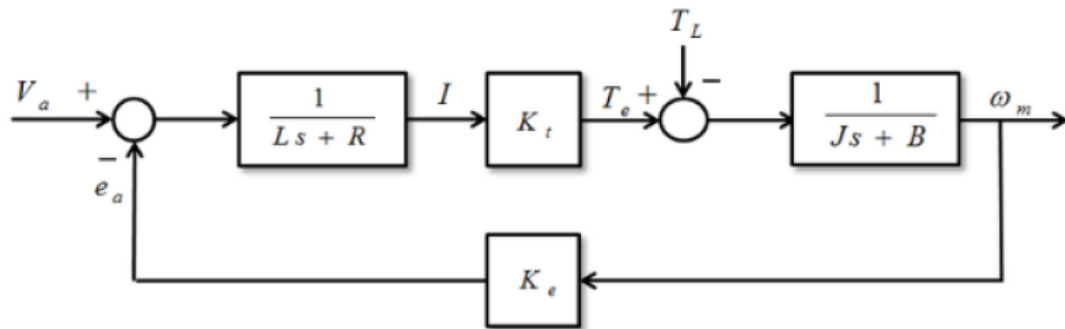 T_L
V_a +
1
Ls + R
I
K_t
T_e +
−
1
Js + B
ω_m
−
e_a
K_e